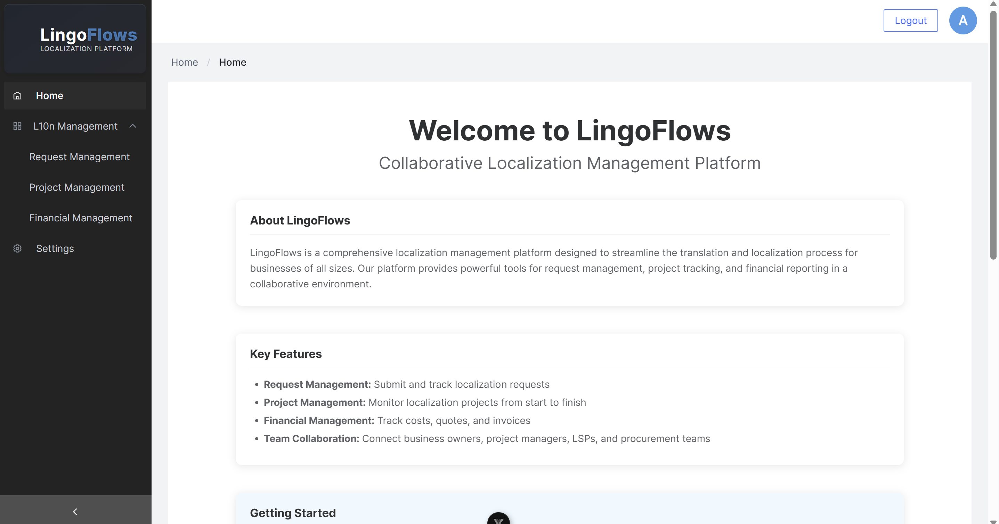 LingoFlows
LOCALIZATION PLATFORM
Home
L10n Management
Request Management
Project Management
Financial Management
Settings
Logout
A
Home / Home
Welcome to LingoFlows
Collaborative Localization Management Platform
About LingoFlows
LingoFlows is a comprehensive localization management platform designed to streamline the translation and localization process for
businesses of all sizes. Our platform provides powerful tools for request management, project tracking, and financial reporting in a
collaborative environment.
Key Features
• Request Management: Submit and track localization requests
• Project Management: Monitor localization projects from start to finish
• Financial Management: Track costs, quotes, and invoices
• Team Collaboration: Connect business owners, project managers, LSPs, and procurement teams
Getting Started